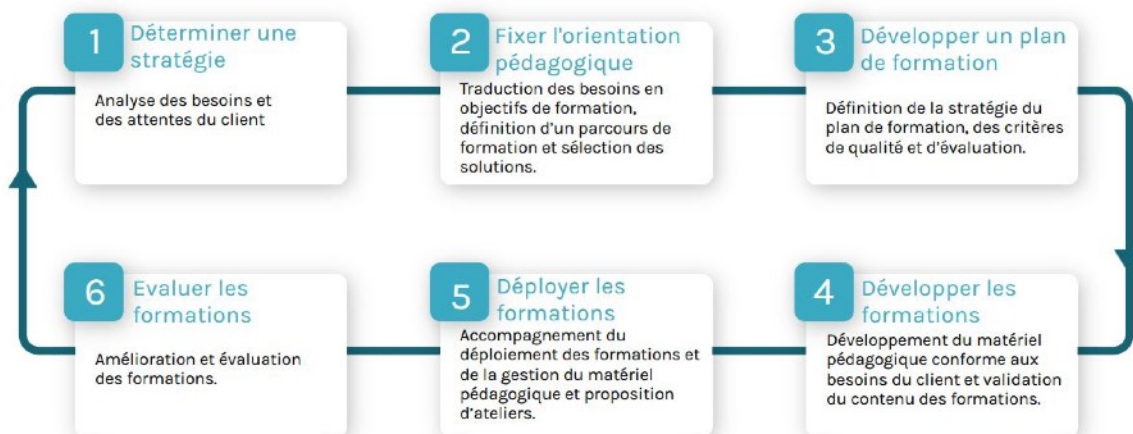 1
Déterminer une
stratégie
Analyse des besoins et
des attentes du client
2
Fixer l'orientation
pédagogique
Traduction des besoins en
objectifs de formation,
définition d'un parcours de
formation et sélection des
solutions.
3
Développer un plan
de formation
Définition de la stratégie du
plan de formation, des critères
de qualité et d'évaluation.
4
Développer les
formations
Développement du matériel
pédagogique conforme aux
besoins du client et validation
du contenu des formations.
5
Déployer les
formations
Accompagnement du
déploiement des formations et
de la gestion du matériel
pédagogique et proposition
d'ateliers.
6
Evaluer les
formations
Amélioration et évaluation
des formations.